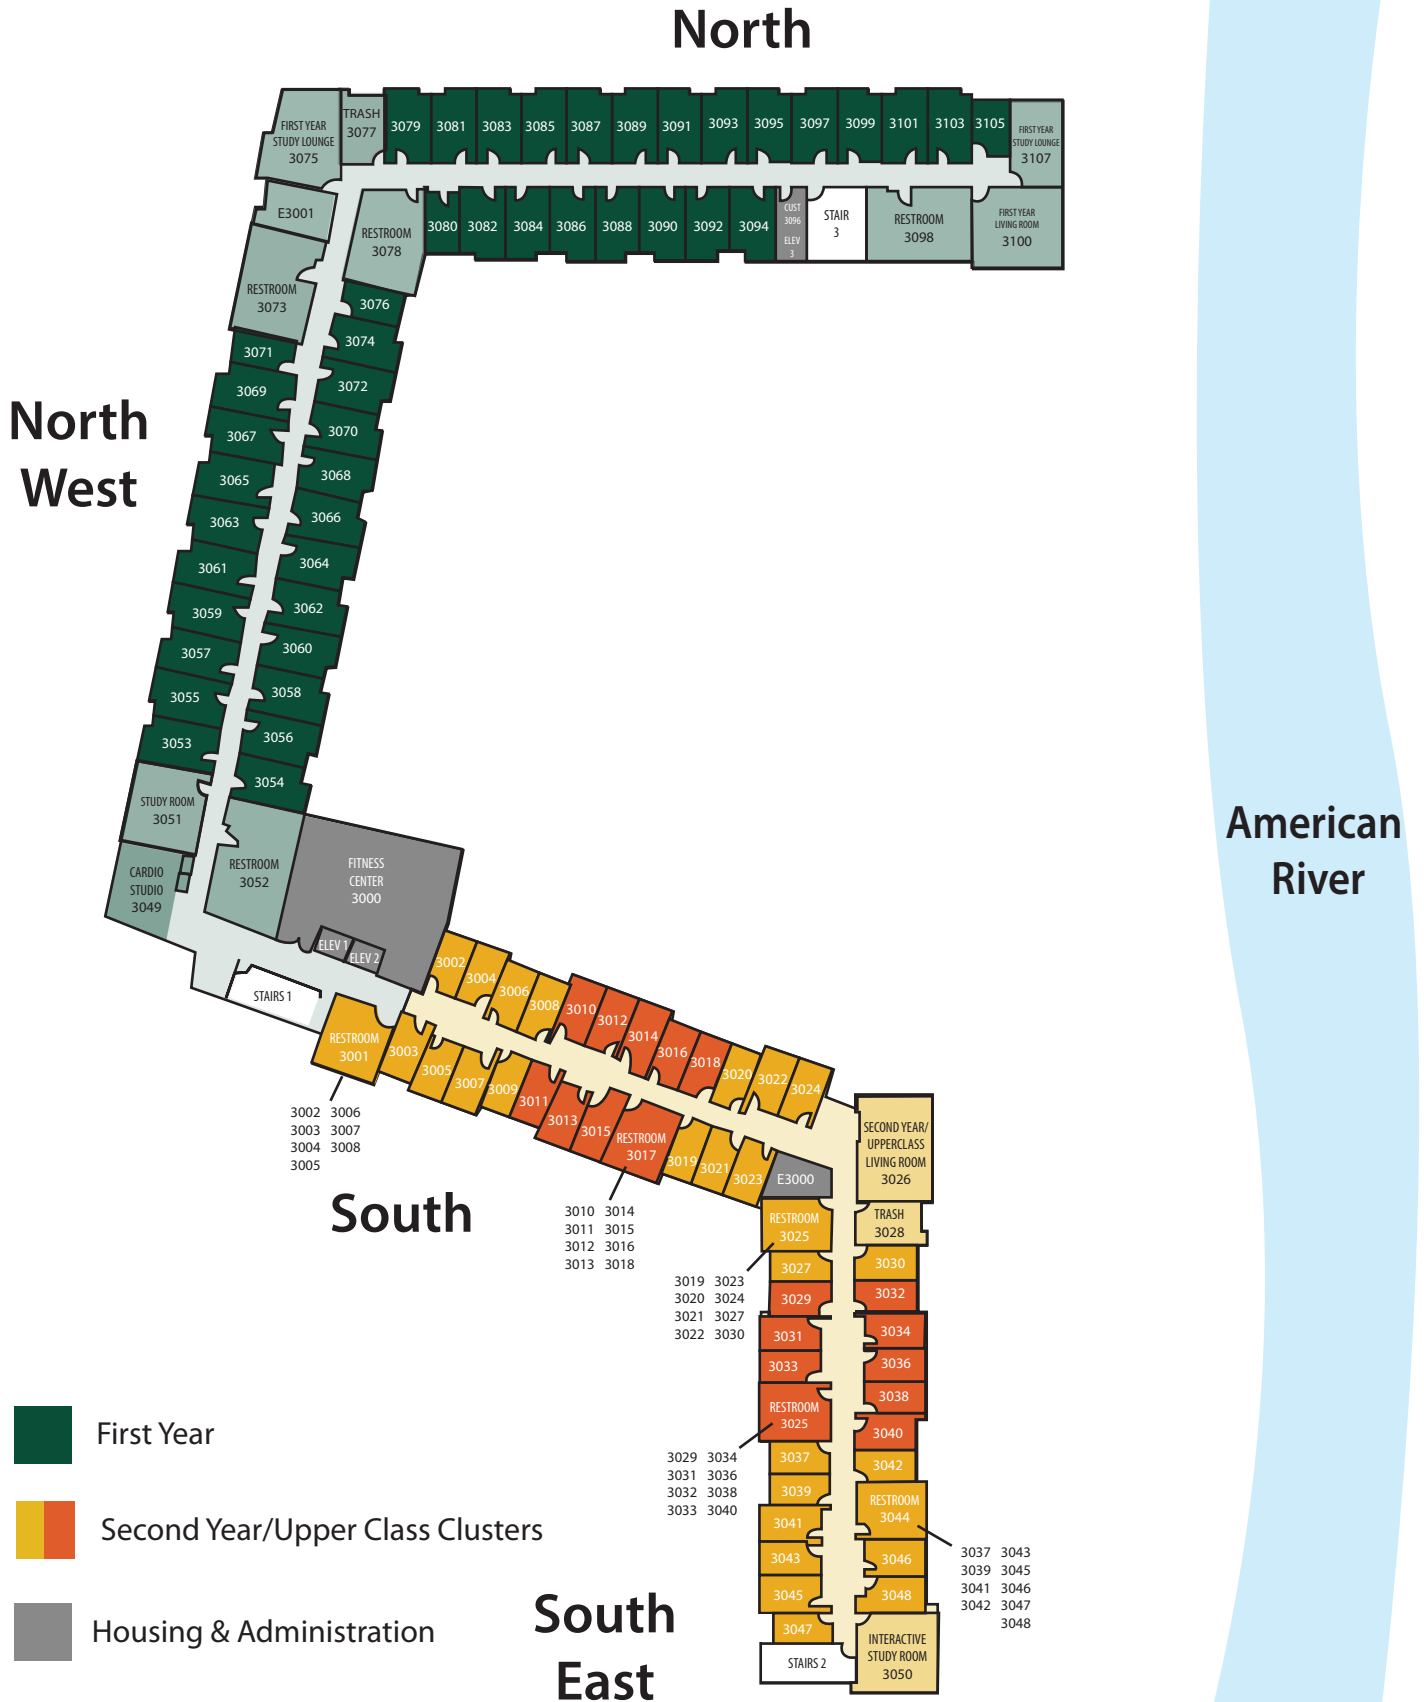 North
FIRST YEAR
STUDY LOUNGE
3075
TRASH
3077
3079
3081
3083
3085
3087
3089
3091
3093
3095
3097
3099
3101
3103
3105
FIRST YEAR
STUDY LOUNGE
3107
E3001
RESTROOM
3078
3080
3082
3084
3086
3088
3090
3092
3094
CUST
3096
ELEV
3
STAIR
3
RESTROOM
3098
FIRST YEAR
LIVING ROOM
3100
RESTROOM
3073
3076
3074
3071
3072
3069
3070
3067
3068
3065
3066
3063
3064
3061
3062
3059
3060
3057
3058
3055
3056
3053
3054
North
West
STUDY ROOM
3051
CARDIO
STUDIO
3049
RESTROOM
3052
FITNESS
CENTER
3000
ELEV 1
ELEV 2
STAIRS 1
American
River
3002
3004
3006
3008
3010
3012
3014
3016
3018
3020
3022
3024
RESTROOM
3001
3003
3005
3007
3009
3011
3013
3015
RESTROOM
3017
3019
3021
3023
E3000
3002 3006
3003 3007
3004 3008
3005
South
3010 3014
3011 3015
3012 3016
3013 3018
SECOND YEAR/
UPPERCLASS
LIVING ROOM
3026
TRASH
3028
RESTROOM
3025
3019 3023
3020 3024
3021 3027
3022 3030
3027
3030
3029
3032
3031
3034
3033
3036
3038
RESTROOM
3025
3040
3029 3034
3031 3036
3032 3038
3033 3040
3037
3042
3039
RESTROOM
3044
3041
3043
3046
3045
3048
3047
3037 3043
3039 3045
3041 3046
3042 3047
3048
STAIRS 2
INTERACTIVE
STUDY ROOM
3050
South
East
First Year
Second Year/Upper Class Clusters
Housing & Administration